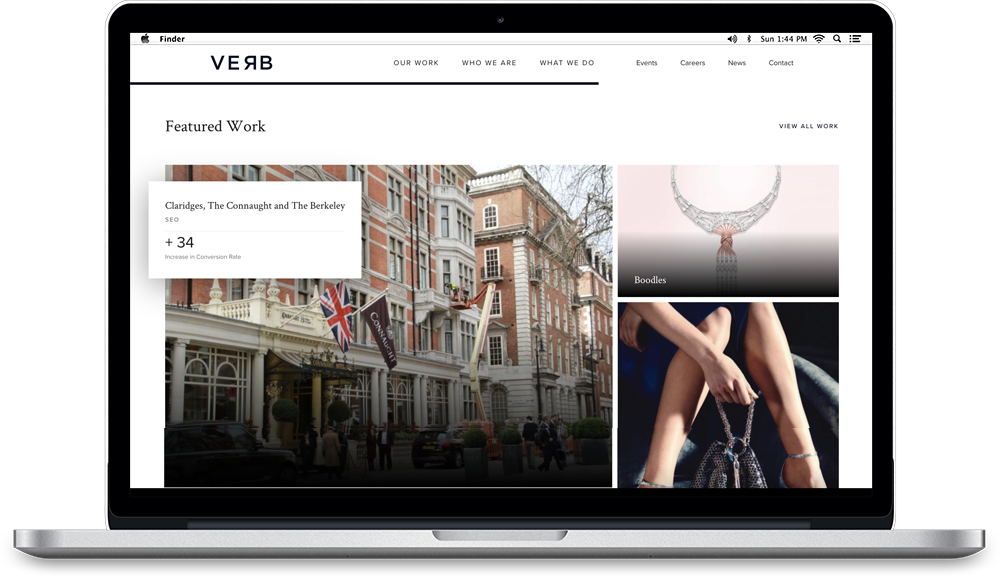 Finder
Sun 1:44 PM
VEЯB
OUR WORK
WHO WE ARE
WHAT WE DO
Events
Careers
News
Contact
Featured Work
VIEW ALL WORK
Claridges, The Connaught and The Berkeley
SEO
+ 34
Increase in Conversion Rate
CONNAUGHT
Boodles